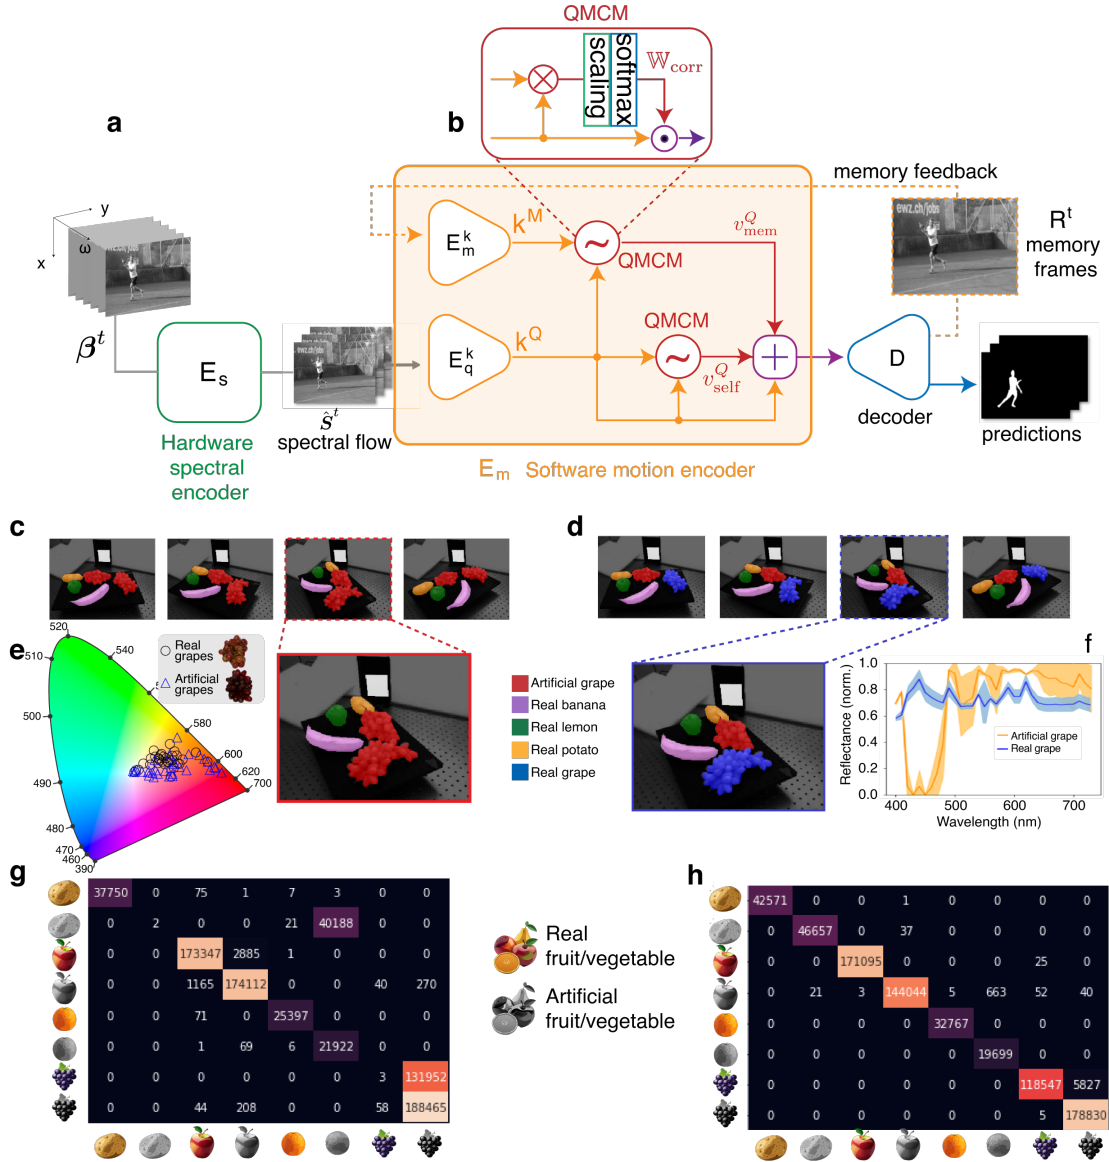 QMCM
scaling
softmax
𝕎corr
a
b
memory feedback
y
ω
x
ewz.ch/jobs
E_m^k
k^M
QMCM
v_mem^Q
R^t
memory
frames
β^t
E_s
ŝ^t
spectral flow
E_q^k
k^Q
QMCM
v_self^Q
D
decoder
predictions
Hardware
spectral
encoder
E_m Software motion encoder
c
d
e
520
510
540
500
580
490
600
620
700
480
470
460
390
Real
grapes
Artificial
grapes
Artificial grape
Real banana
Real lemon
Real potato
Real grape
f
Reflectance (norm.)
1.0
0.8
0.6
0.4
0.2
0.0
400
500
600
700
Wavelength (nm)
Artificial grape
Real grape
g
37750 0 75 1 7 3 0 0
0 2 0 0 21 40188 0 0
0 0 173347 2885 1 0 0 0
0 0 1165 174112 0 0 40 270
0 0 71 0 25397 0 0 0
0 0 1 69 6 21922 0 0
0 0 0 0 0 0 3 131952
0 0 44 208 0 0 58 188465
Real
fruit/vegetable
Artificial
fruit/vegetable
h
42571 0 0 1 0 0 0 0
0 46657 0 37 0 0 0 0
0 0 171095 0 0 0 25 0
0 21 3 144044 5 663 52 40
0 0 0 0 32767 0 0 0
0 0 0 0 0 19699 0 0
0 0 0 0 0 0 118547 5827
0 0 0 0 0 0 5 178830